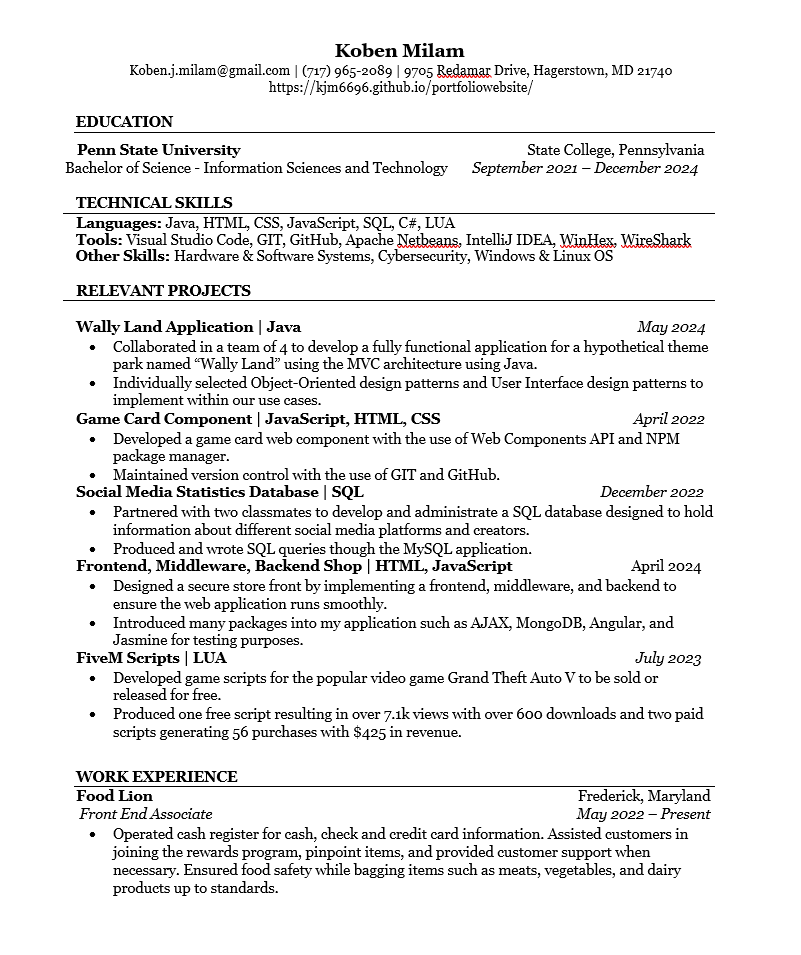 Koben Milam
Koben.j.milam@gmail.com | (717) 965-2089 | 9705 Redamar Drive, Hagerstown, MD 21740
https://kjm6696.github.io/portfoliowebsite/
EDUCATION
Penn State University State College, Pennsylvania
Bachelor of Science - Information Sciences and Technology September 2021 – December 2024
TECHNICAL SKILLS
Languages: Java, HTML, CSS, JavaScript, SQL, C#, LUA
Tools: Visual Studio Code, GIT, GitHub, Apache Netbeans, IntelliJ IDEA, WinHex, WireShark
Other Skills: Hardware & Software Systems, Cybersecurity, Windows & Linux OS
RELEVANT PROJECTS
Wally Land Application | Java May 2024
• Collaborated in a team of 4 to develop a fully functional application for a hypothetical theme
park named “Wally Land” using the MVC architecture using Java.
• Individually selected Object-Oriented design patterns and User Interface design patterns to
implement within our use cases.
Game Card Component | JavaScript, HTML, CSS April 2022
• Developed a game card web component with the use of Web Components API and NPM
package manager.
• Maintained version control with the use of GIT and GitHub.
Social Media Statistics Database | SQL December 2022
• Partnered with two classmates to develop and administrate a SQL database designed to hold
information about different social media platforms and creators.
• Produced and wrote SQL queries though the MySQL application.
Frontend, Middleware, Backend Shop | HTML, JavaScript April 2024
• Designed a secure store front by implementing a frontend, middleware, and backend to
ensure the web application runs smoothly.
• Introduced many packages into my application such as AJAX, MongoDB, Angular, and
Jasmine for testing purposes.
FiveM Scripts | LUA July 2023
• Developed game scripts for the popular video game Grand Theft Auto V to be sold or
released for free.
• Produced one free script resulting in over 7.1k views with over 600 downloads and two paid
scripts generating 56 purchases with $425 in revenue.
WORK EXPERIENCE
Food Lion Frederick, Maryland
Front End Associate May 2022 – Present
• Operated cash register for cash, check and credit card information. Assisted customers in
joining the rewards program, pinpoint items, and provided customer support when
necessary. Ensured food safety while bagging items such as meats, vegetables, and dairy
products up to standards.